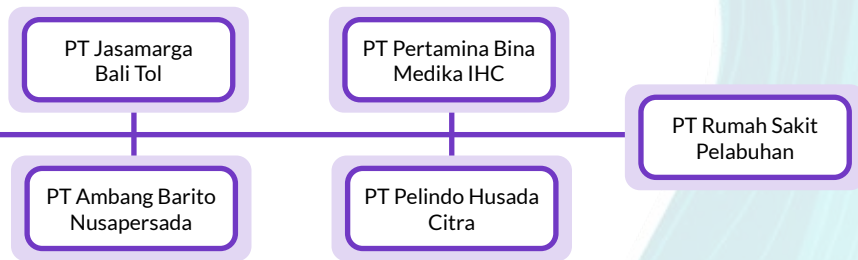 PT Jasamarga
Bali Tol
PT Pertamina Bina
Medika IHC
PT Rumah Sakit
Pelabuhan
PT Ambang Barito
Nusapersada
PT Pelindo Husada
Citra